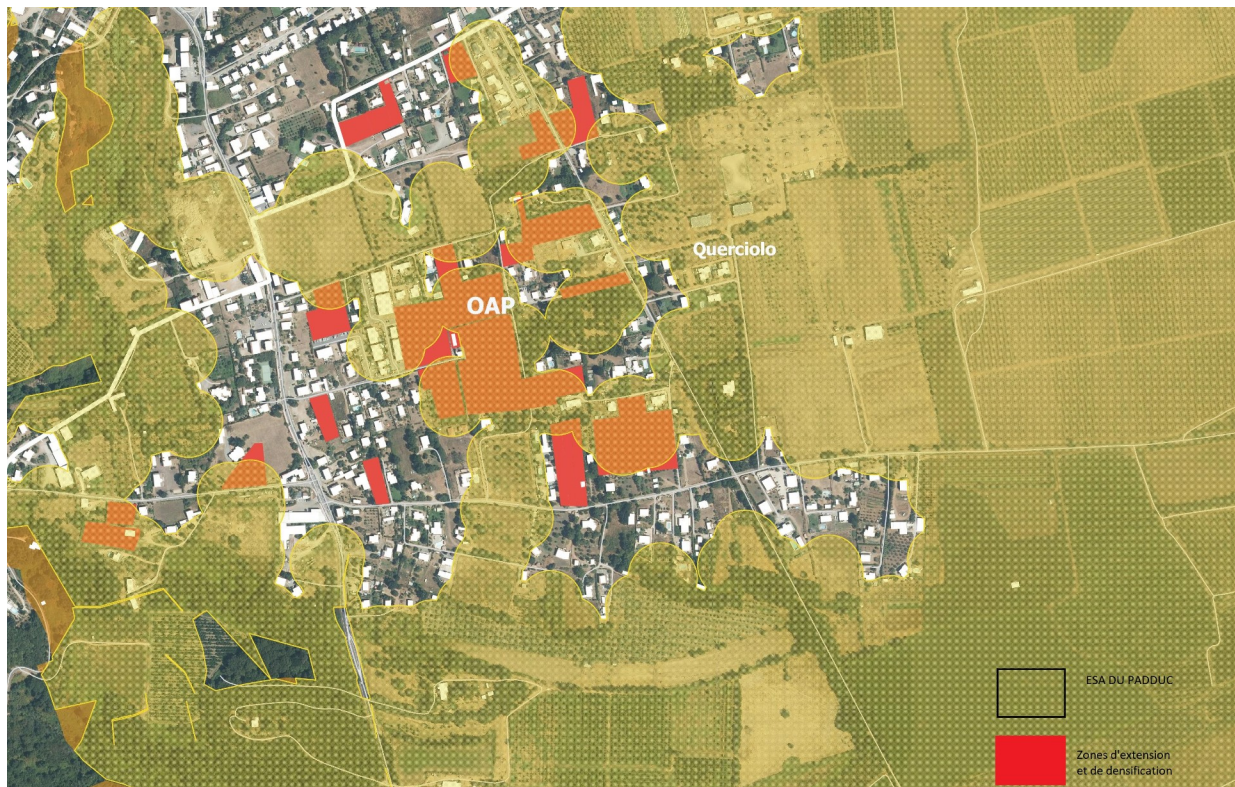 Querciolo
OAP
ESA DU PADDUC
Zones d'extension
et de densification